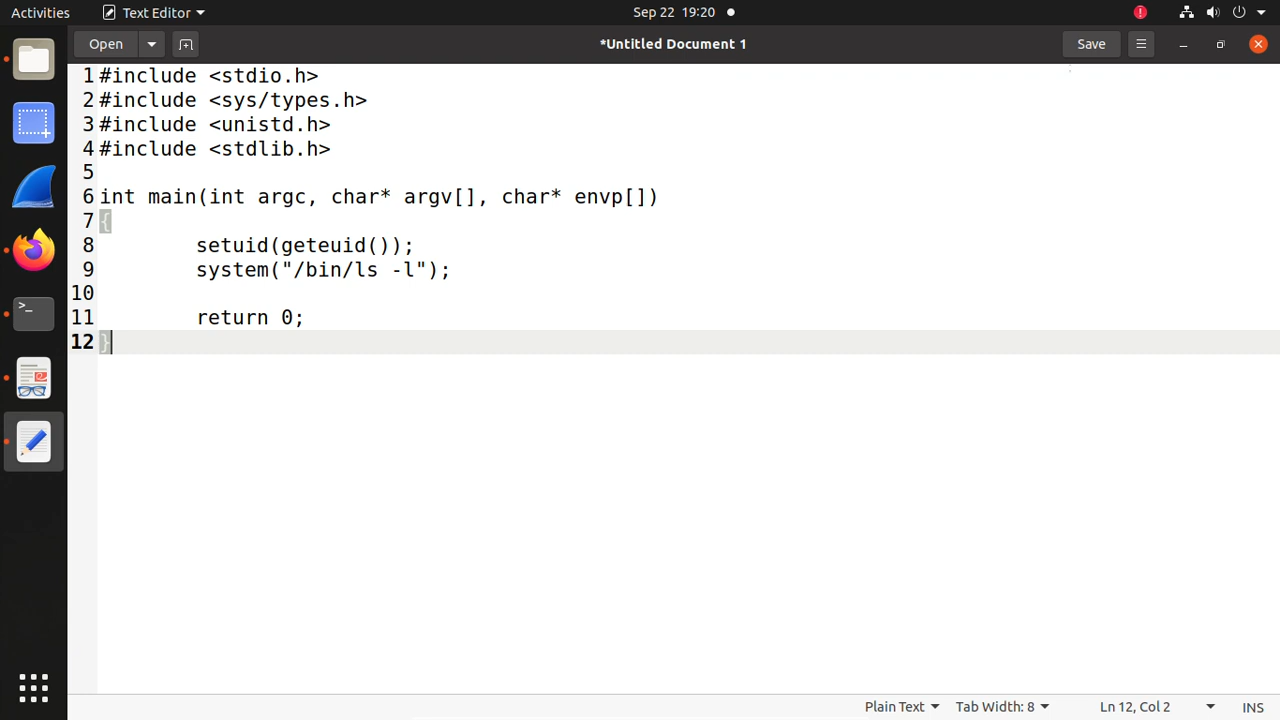 Activities Text Editor Sep 22 19:20
Open *Untitled Document 1 Save
1 #include <stdio.h>
2 #include <sys/types.h>
3 #include <unistd.h>
4 #include <stdlib.h>
5
6 int main(int argc, char* argv[], char* envp[])
7 {
8 setuid(geteuid());
9 system("/bin/ls -l");
10
11 return 0;
12 }
Plain Text Tab Width: 8 Ln 12, Col 2 INS